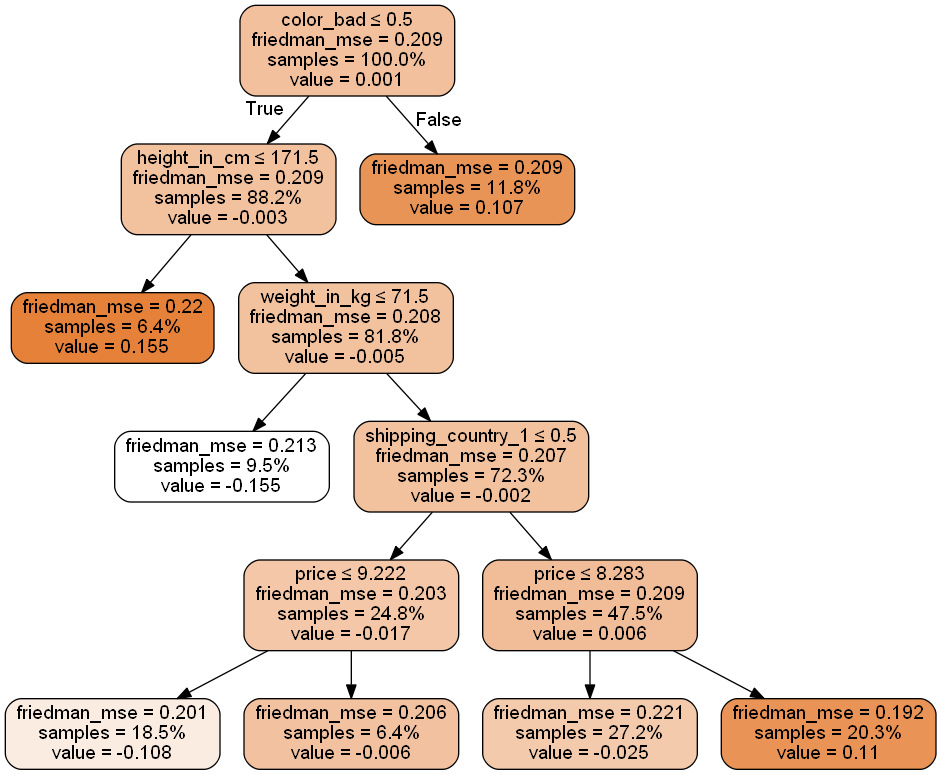 color_bad ≤ 0.5
friedman_mse = 0.209
samples = 100.0%
value = 0.001
True
False
height_in_cm ≤ 171.5
friedman_mse = 0.209
samples = 88.2%
value = -0.003
friedman_mse = 0.209
samples = 11.8%
value = 0.107
friedman_mse = 0.22
samples = 6.4%
value = 0.155
weight_in_kg ≤ 71.5
friedman_mse = 0.208
samples = 81.8%
value = -0.005
friedman_mse = 0.213
samples = 9.5%
value = -0.155
shipping_country_1 ≤ 0.5
friedman_mse = 0.207
samples = 72.3%
value = -0.002
price ≤ 9.222
friedman_mse = 0.203
samples = 24.8%
value = -0.017
price ≤ 8.283
friedman_mse = 0.209
samples = 47.5%
value = 0.006
friedman_mse = 0.201
samples = 18.5%
value = -0.108
friedman_mse = 0.206
samples = 6.4%
value = -0.006
friedman_mse = 0.221
samples = 27.2%
value = -0.025
friedman_mse = 0.192
samples = 20.3%
value = 0.11